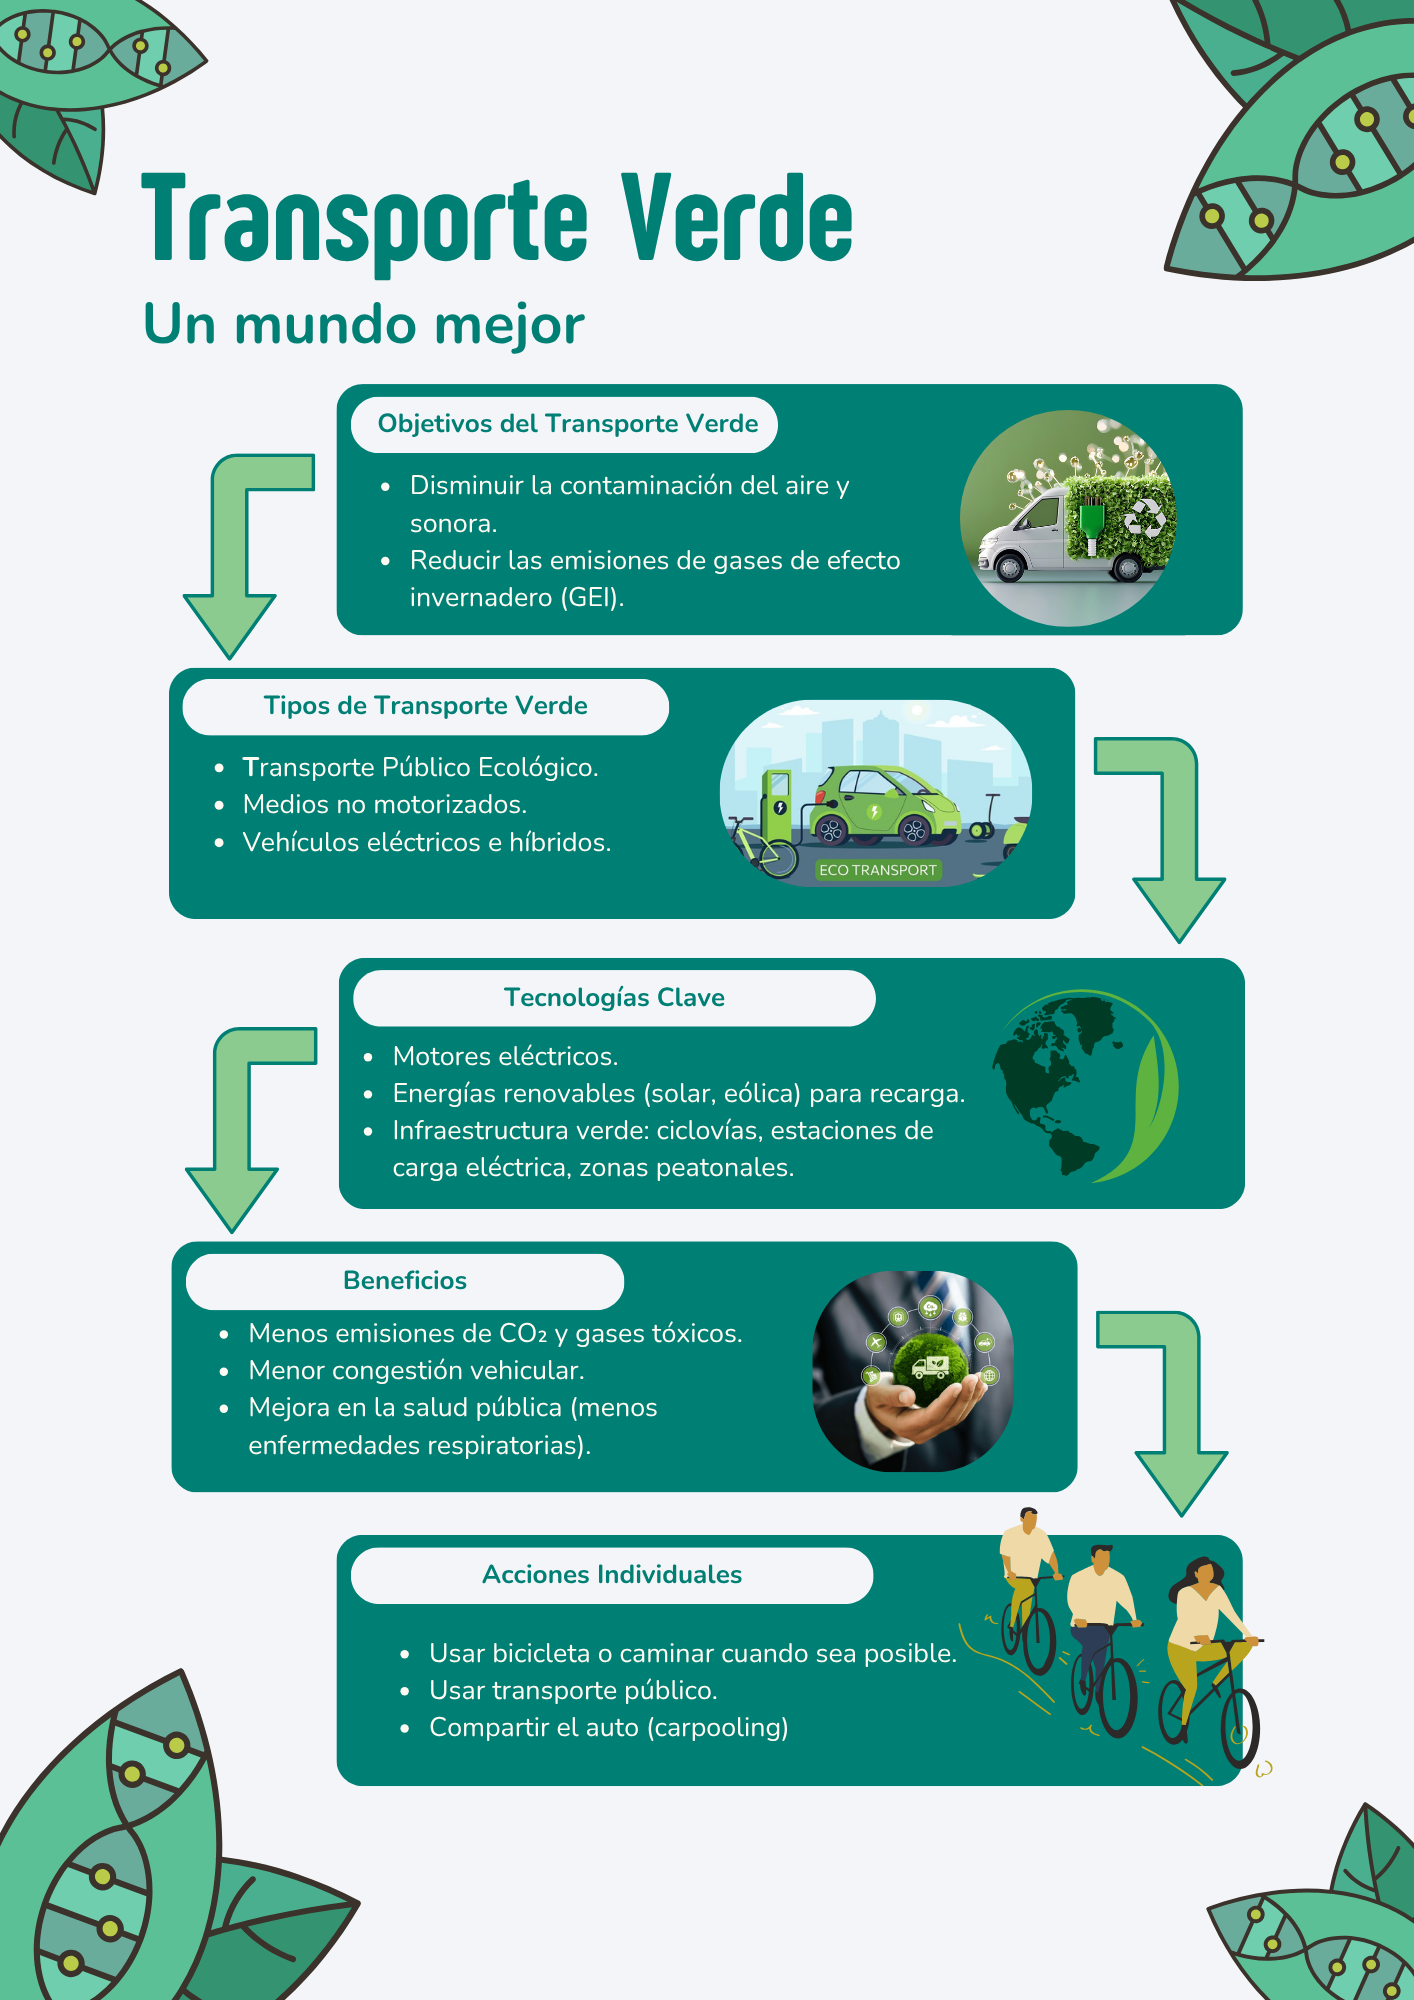 Transporte Verde
Un mundo mejor
Objetivos del Transporte Verde
• Disminuir la contaminación del aire y
sonora.
• Reducir las emisiones de gases de efecto
invernadero (GEI).
Tipos de Transporte Verde
• Transporte Público Ecológico.
• Medios no motorizados.
• Vehículos eléctricos e híbridos.
ECO TRANSPORT
Tecnologías Clave
• Motores eléctricos.
• Energías renovables (solar, eólica) para recarga.
• Infraestructura verde: ciclovías, estaciones de
carga eléctrica, zonas peatonales.
Beneficios
• Menos emisiones de CO₂ y gases tóxicos.
• Menor congestión vehicular.
• Mejora en la salud pública (menos
enfermedades respiratorias).
Acciones Individuales
• Usar bicicleta o caminar cuando sea posible.
• Usar transporte público.
• Compartir el auto (carpooling)